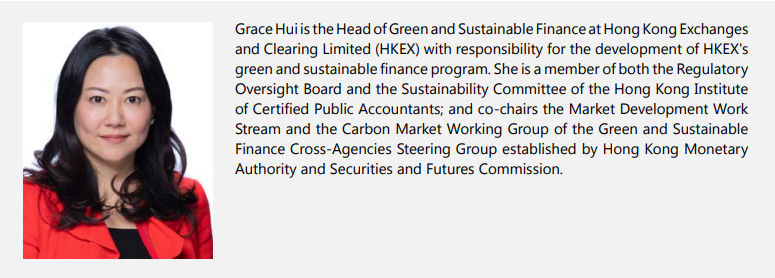 Grace Hui is the Head of Green and Sustainable Finance at Hong Kong Exchanges
and Clearing Limited (HKEX) with responsibility for the development of HKEX's
green and sustainable finance program. She is a member of both the Regulatory
Oversight Board and the Sustainability Committee of the Hong Kong Institute
of Certified Public Accountants; and co-chairs the Market Development Work
Stream and the Carbon Market Working Group of the Green and Sustainable
Finance Cross-Agencies Steering Group established by Hong Kong Monetary
Authority and Securities and Futures Commission.